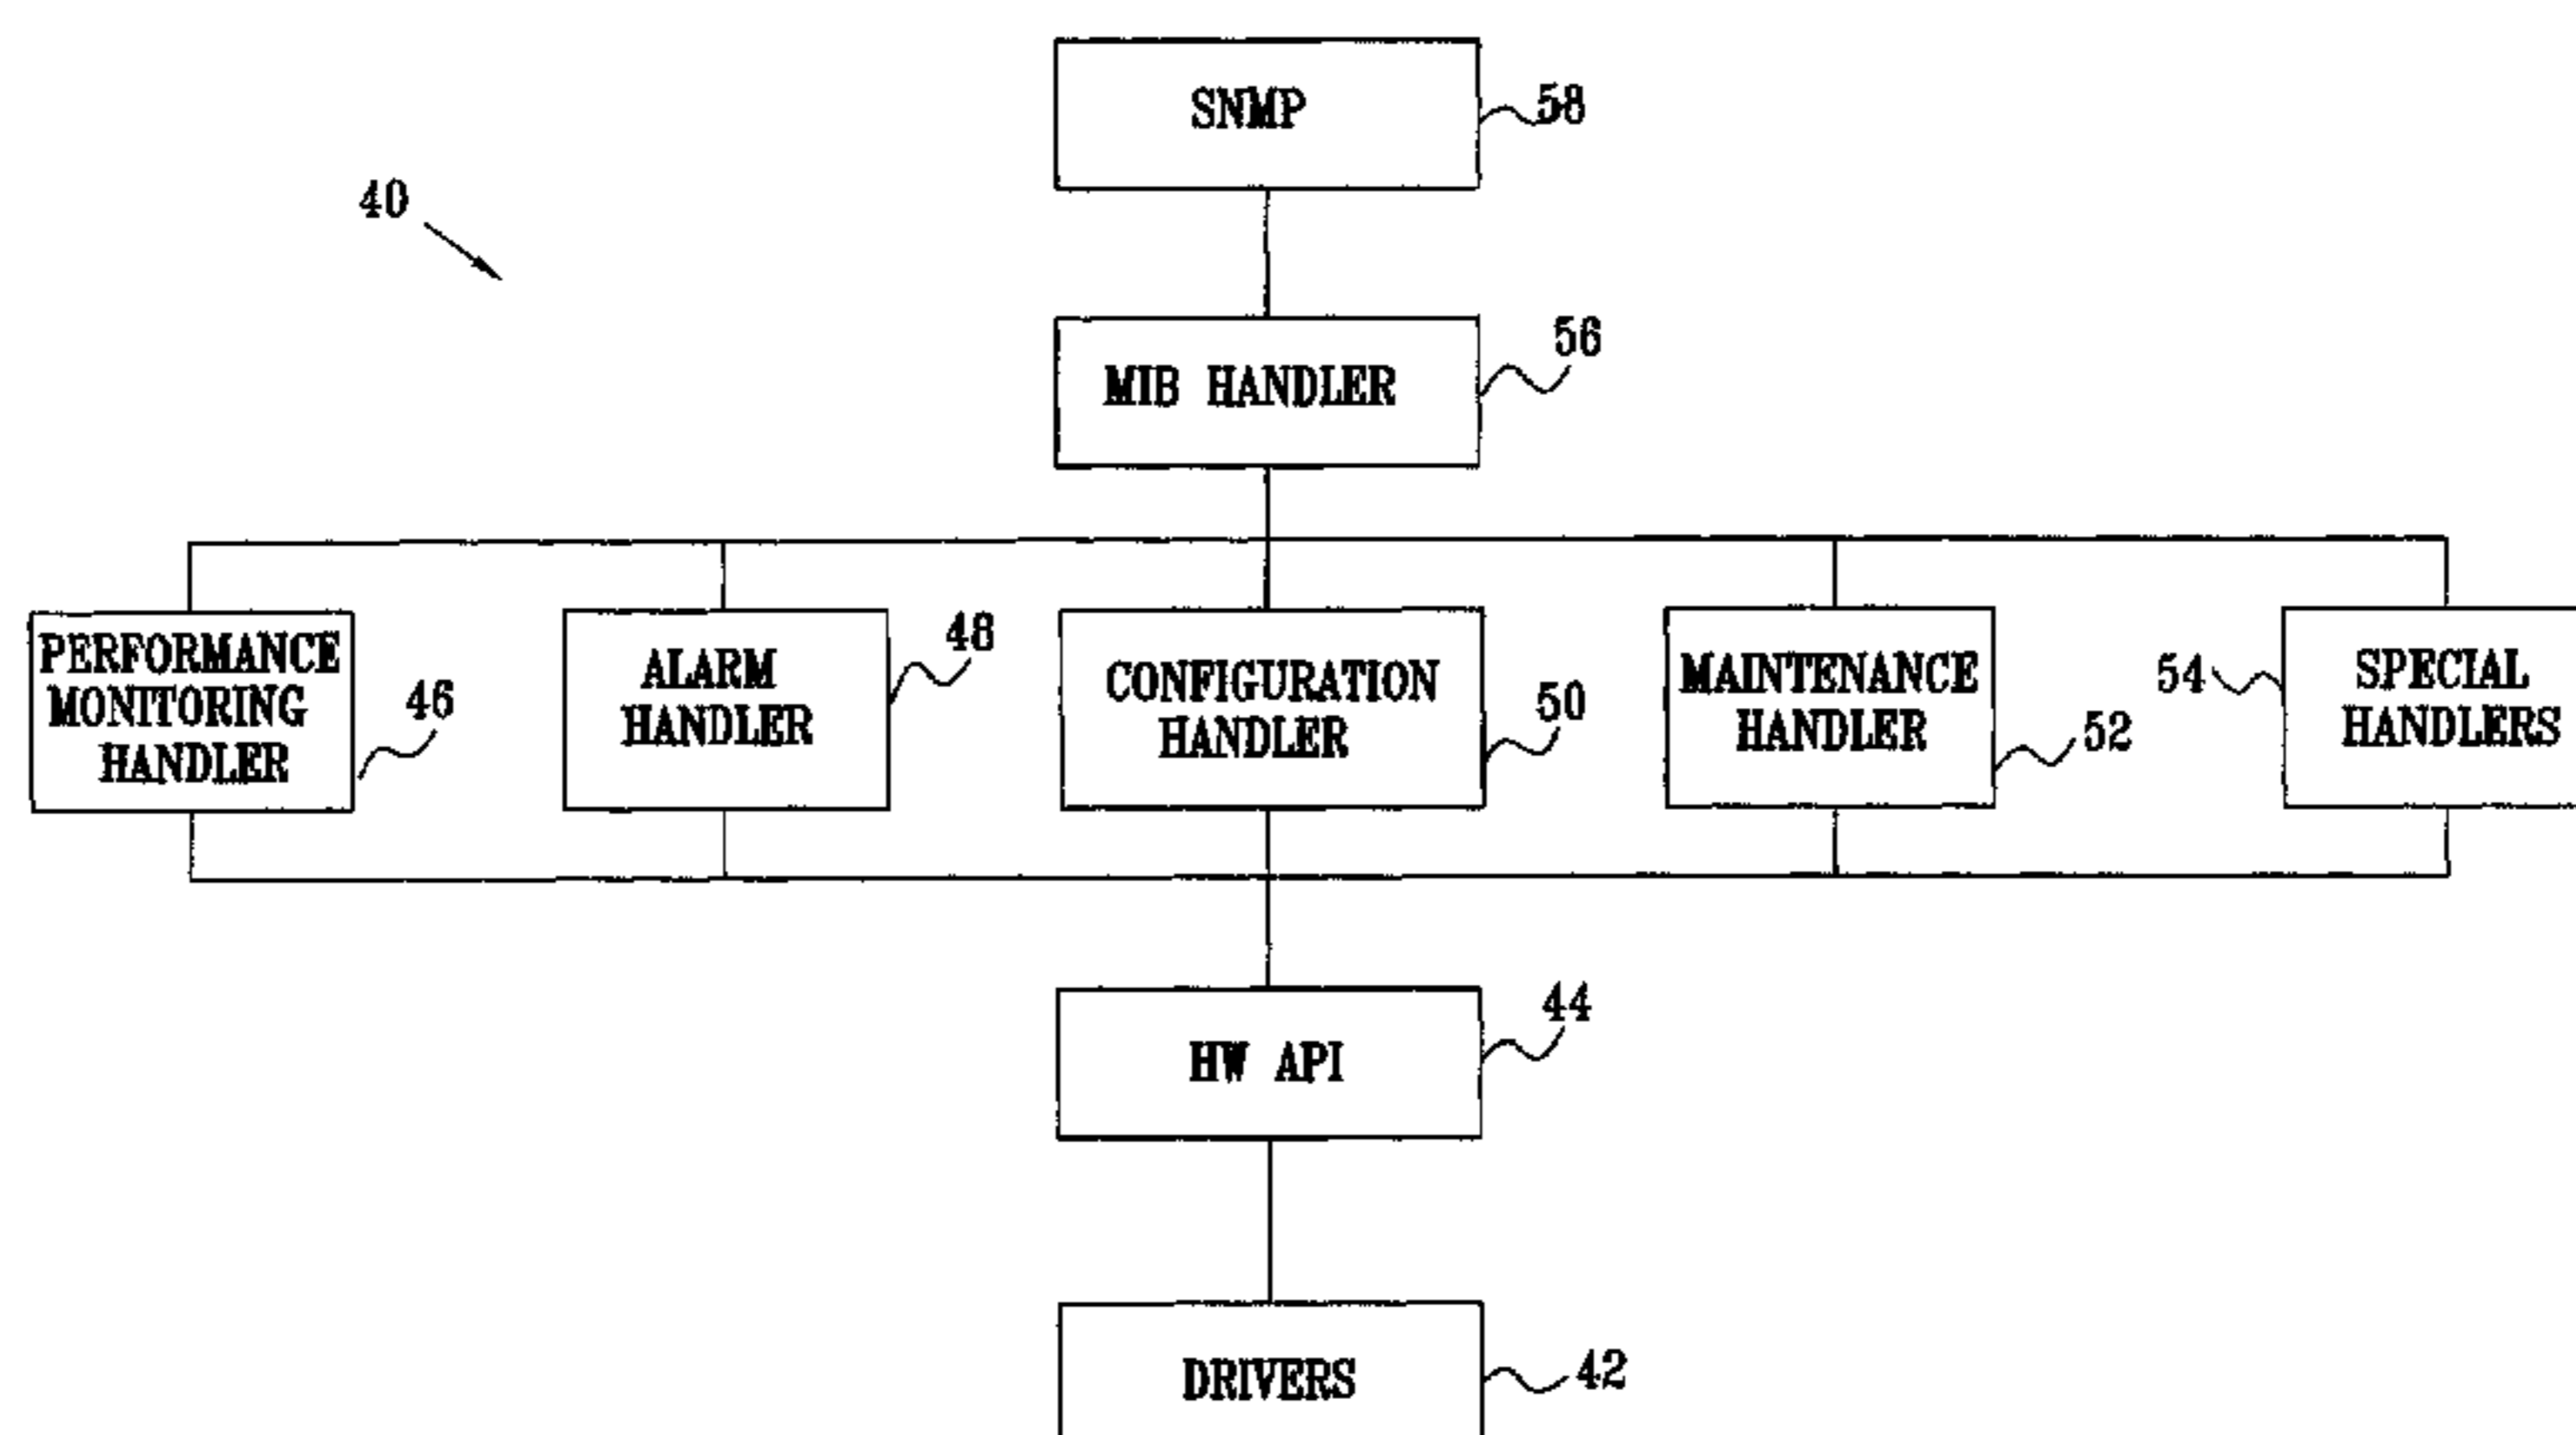 SNMP
58
40
MIB HANDLER
56
PERFORMANCE
MONITORING
HANDLER
46
ALARM
HANDLER
48
CONFIGURATION
HANDLER
50
MAINTENANCE
HANDLER
52
54
SPECIAL
HANDLERS
HW API
44
DRIVERS
42